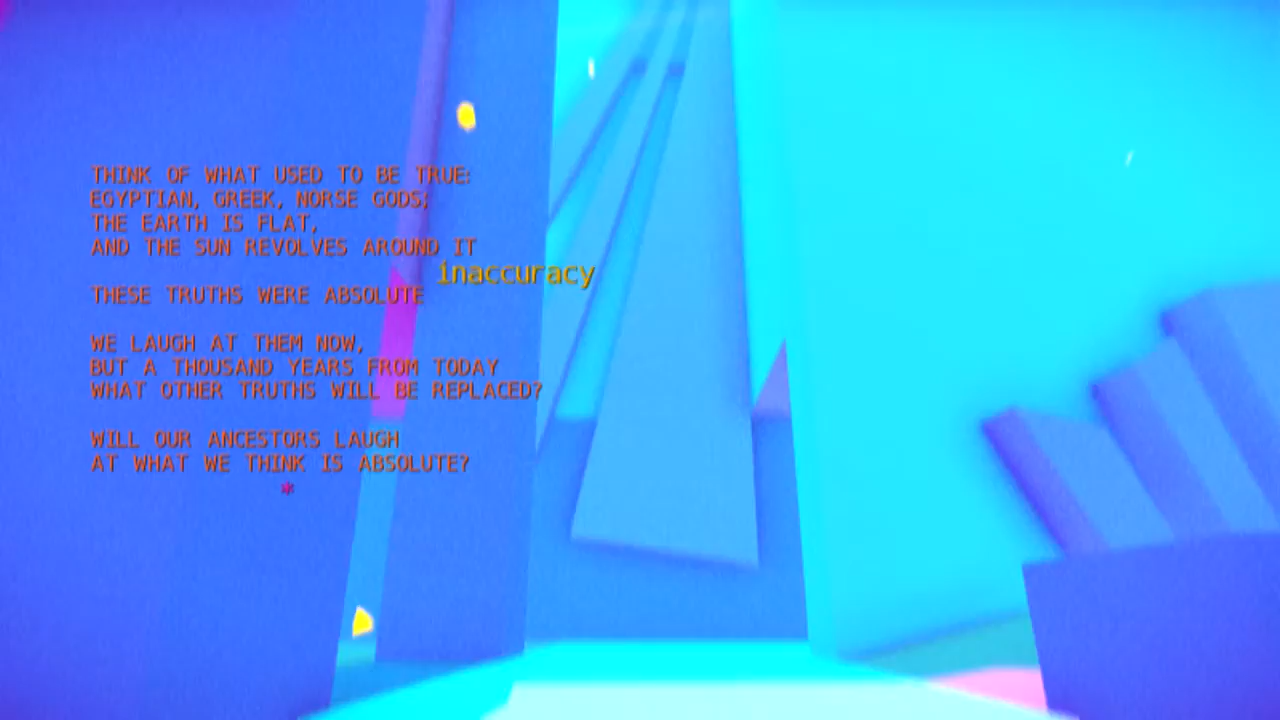 THINK OF WHAT USED TO BE TRUE:
EGYPTIAN, GREEK, NORSE GODS;
THE EARTH IS FLAT,
AND THE SUN REVOLVES AROUND IT
inaccuracy
THESE TRUTHS WERE ABSOLUTE
WE LAUGH AT THEM NOW,
BUT A THOUSAND YEARS FROM TODAY
WHAT OTHER TRUTHS WILL BE REPLACED?
WILL OUR ANCESTORS LAUGH
AT WHAT WE THINK IS ABSOLUTE?
*